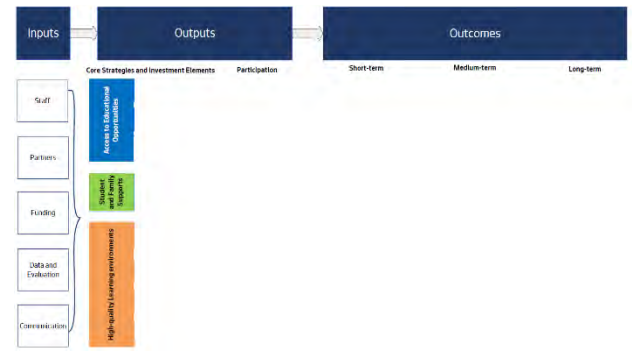 Inputs
Outputs
Outcomes
Core Strategies and Investment Elements
Participation
Short-term
Medium-term
Long-term
Staff
Partners
Funding
Data and
Evaluation
Communication
Access to Educational
Opportunities
Student
and Family
Supports
High-quality Learning environments